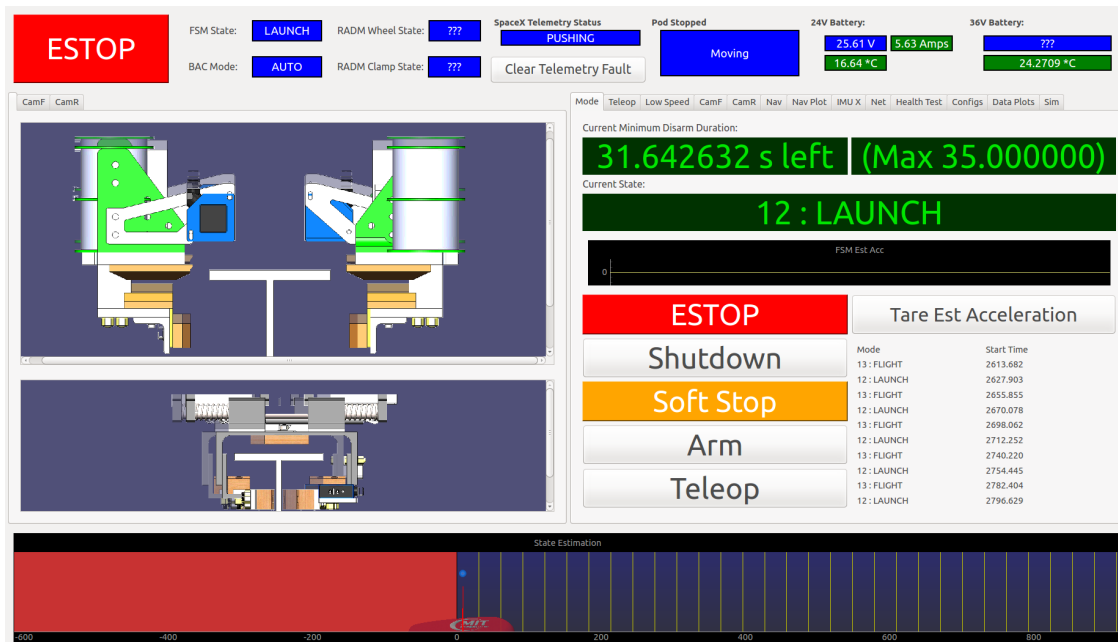 ESTOP
FSM State: LAUNCH RADM Wheel State: ???
BAC Mode: AUTO RADM Clamp State: ???
SpaceX Telemetry Status
PUSHING
Clear Telemetry Fault
Pod Stopped
Moving
24V Battery:
25.61 V 5.63 Amps
16.64 *C
36V Battery:
???
24.2709 *C
CamF CamR
Mode Teleop Low Speed CamF CamR Nav Nav Plot IMU X Net Health Test Configs Data Plots Sim
Current Minimum Disarm Duration:
31.642632 s left (Max 35.000000)
Current State:
12 : LAUNCH
FSM Est Acc
0
ESTOP
Shutdown
Soft Stop
Arm
Teleop
Tare Est Acceleration
Mode Start Time
13 : FLIGHT 2613.682
12 : LAUNCH 2627.903
13 : FLIGHT 2655.855
12 : LAUNCH 2670.078
13 : FLIGHT 2698.062
12 : LAUNCH 2712.252
13 : FLIGHT 2740.220
12 : LAUNCH 2754.445
13 : FLIGHT 2782.404
12 : LAUNCH 2796.629
State Estimation
MIT
-600 -400 -200 0 200 400 600 800